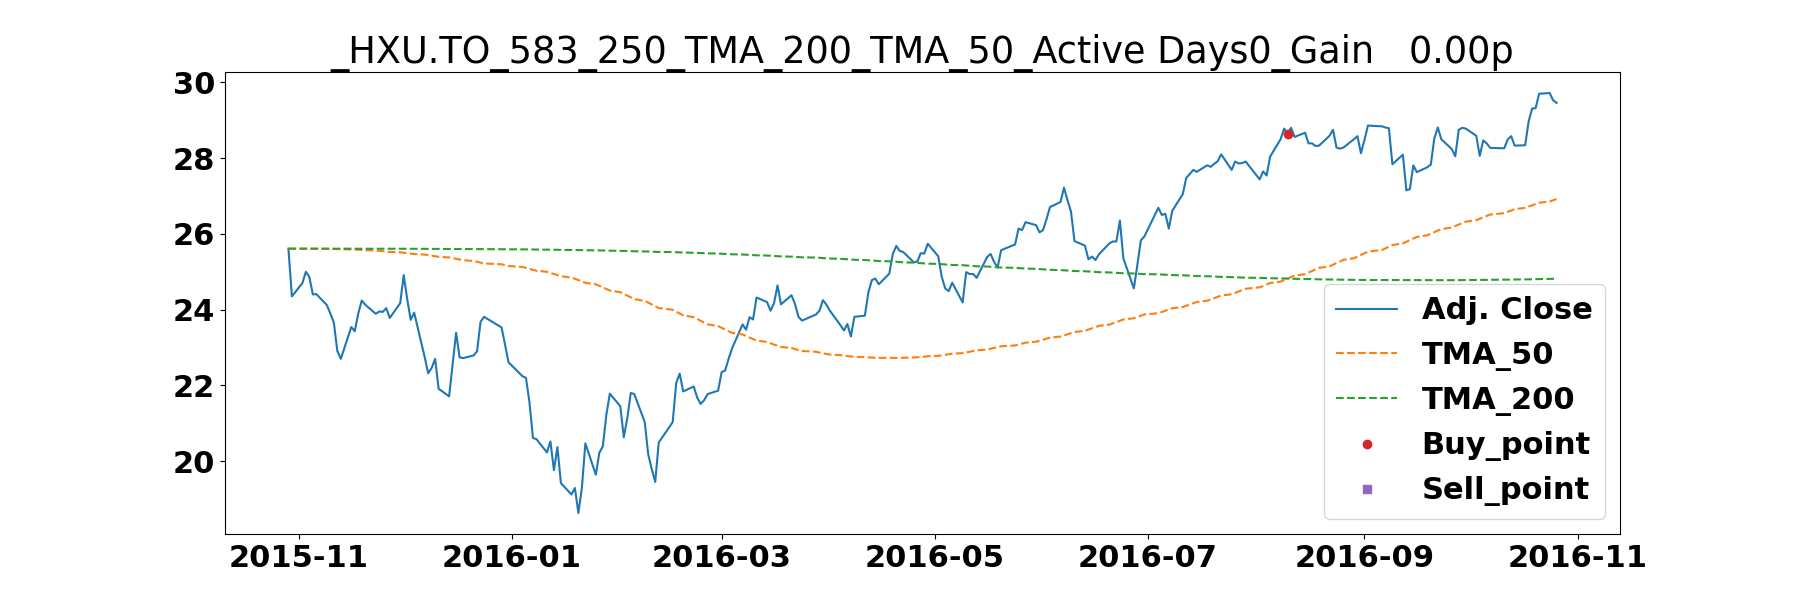 _HXU.TO_583_250_TMA_200_TMA_50_Active Days0_Gain   0.00p
30
28
26
24
22
20
Adj. Close
TMA_50
TMA_200
Buy_point
Sell_point
2015-11 2016-01 2016-03 2016-05 2016-07 2016-09 2016-11